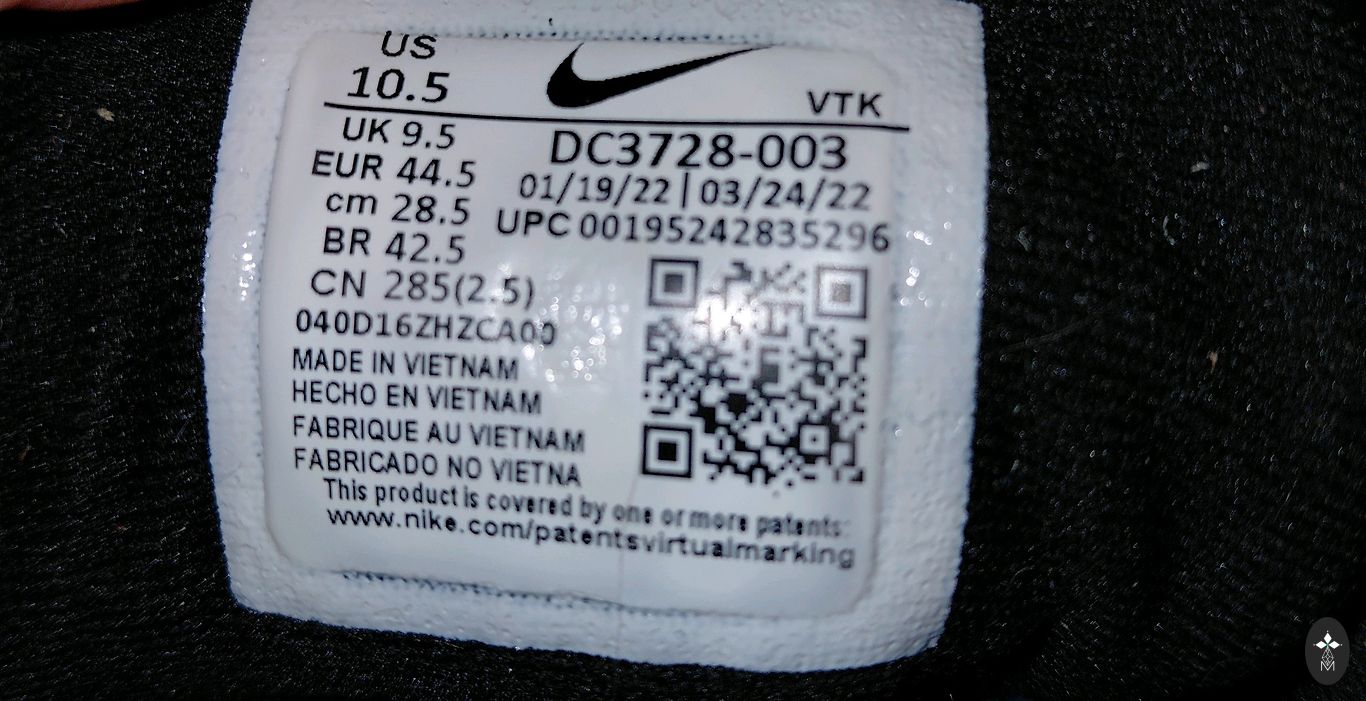 US
10.5
VTK
UK 9.5
EUR 44.5
cm 28.5
BR 42.5
CN 285(2.5)
040D16ZHZCA00
DC3728-003
01/19/22 | 03/24/22
UPC 00195242835296
MADE IN VIETNAM
HECHO EN VIETNAM
FABRIQUE AU VIETNAM
FABRICADO NO VIETNA
This product is covered by one or more patents:
www.nike.com/patentsvirtualmarking
M